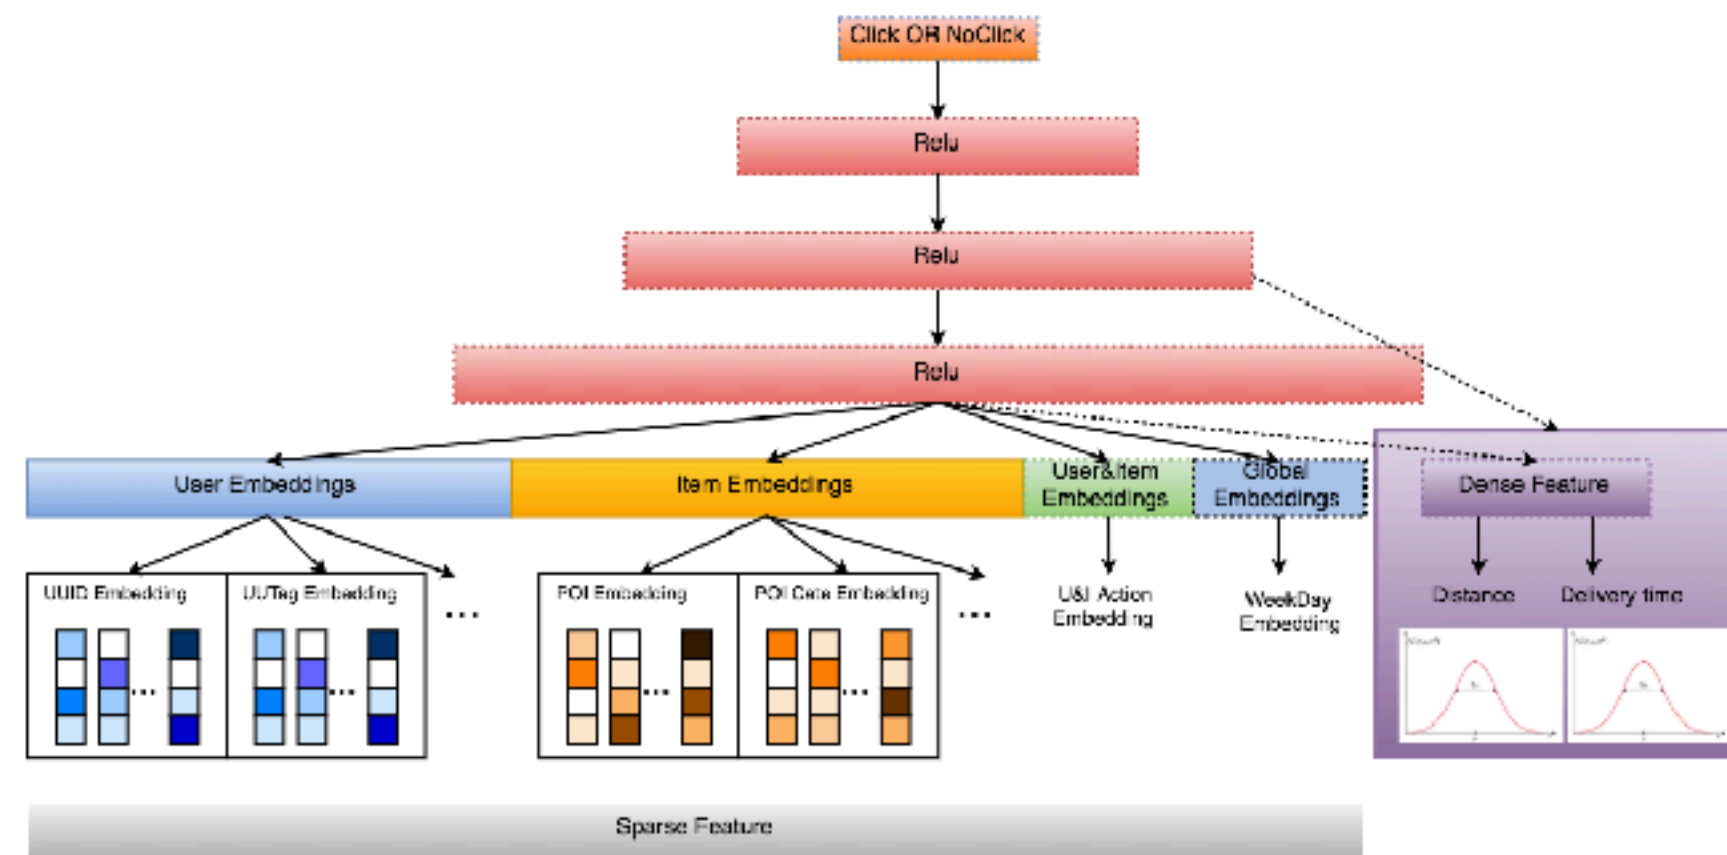 Click OR NoClick
Relu
Relu
Relu
User Embeddings
Item Embeddings
User&Item
Embeddings
Global
Embeddings
Dense Feature
UUID Embedding
UUTag Embedding
...
POI Embedding
POI Cate Embedding
...
U&I Action
Embedding
WeekDay
Embedding
Distance
Delivery time
...
...
...
...
Sparse Feature